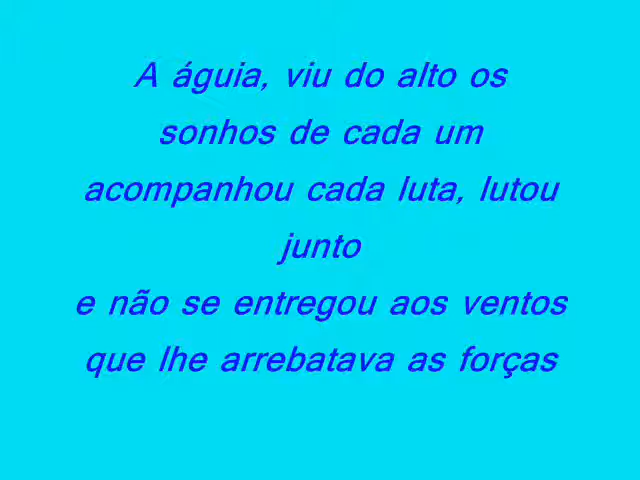 A águia, viu do alto os
sonhos de cada um
acompanhou cada luta, lutou
junto
e não se entregou aos ventos
que lhe arrebatava as forças